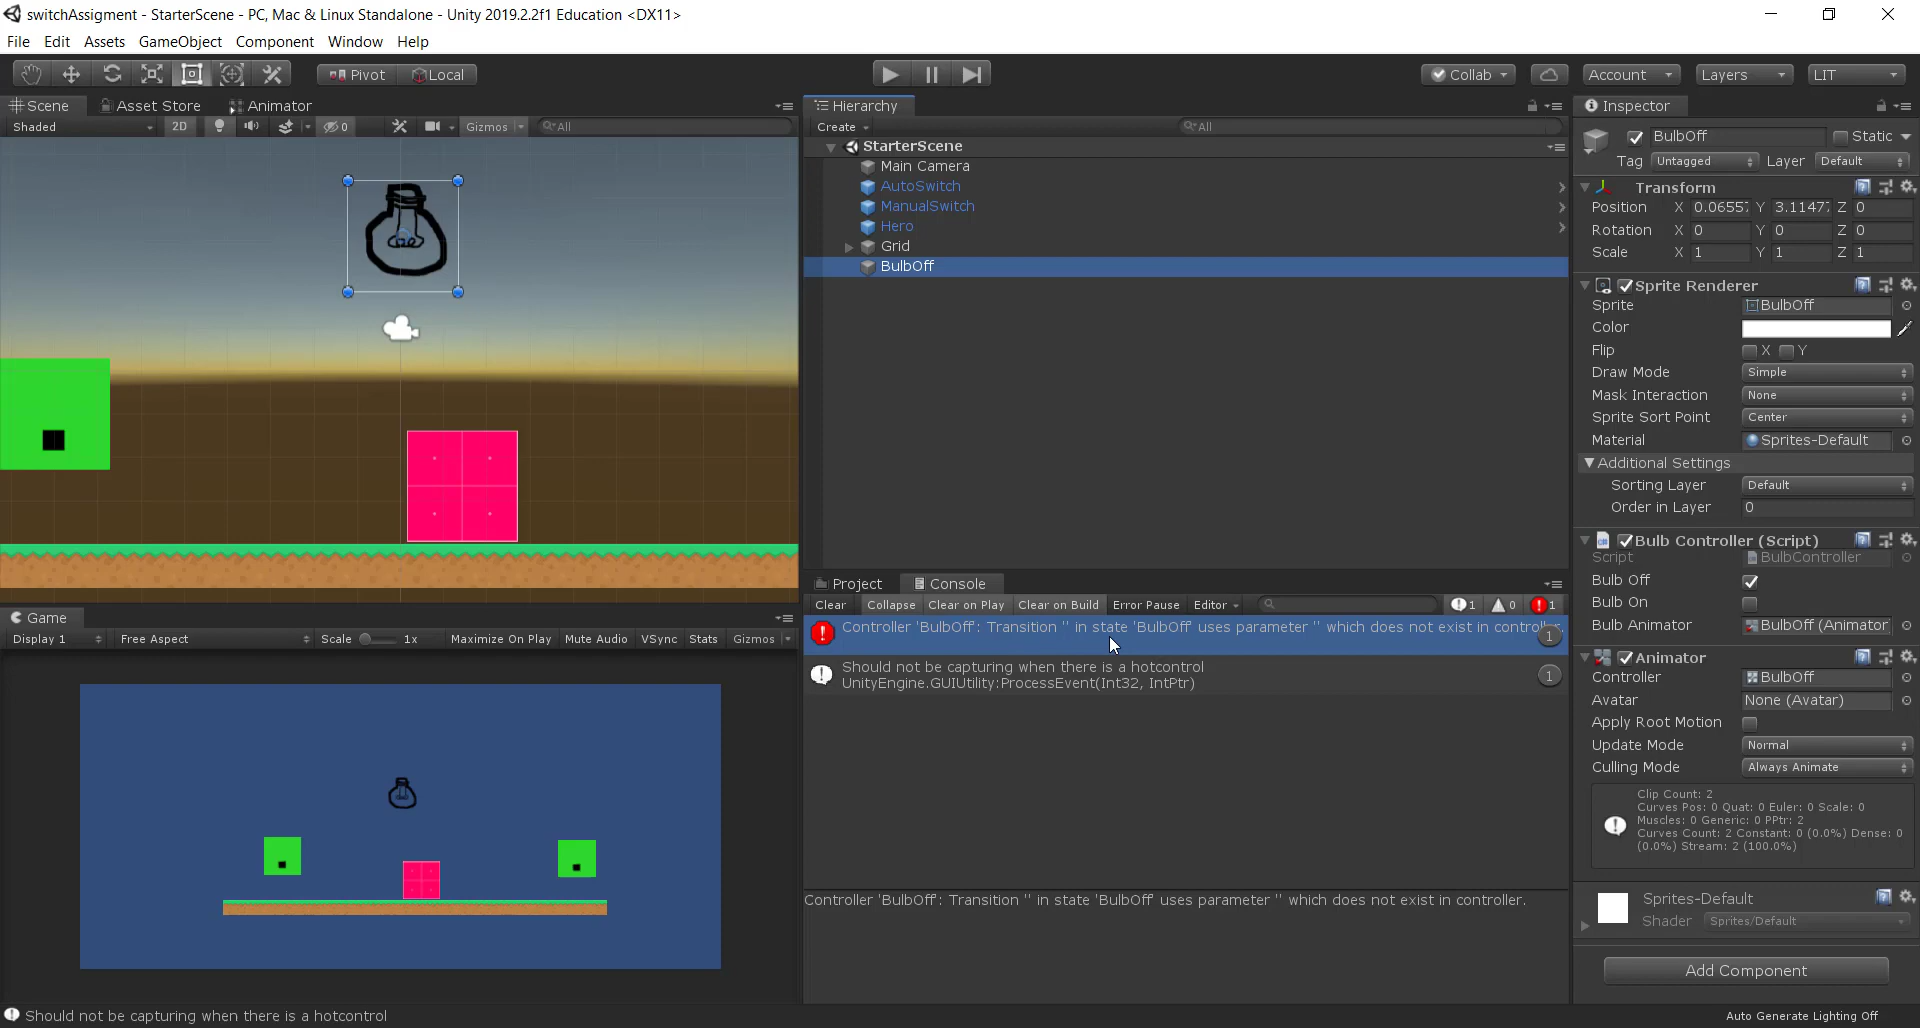 switchAssigment - StarterScene - PC, Mac & Linux Standalone - Unity 2019.2.2f1 Education <DX11>
File Edit Assets GameObject Component Window Help
Pivot Local Collab Account Layers LIT
Scene Asset Store Animator
Shaded 2D 0 Gizmos All
Hierarchy
Create All
StarterScene
Main Camera
AutoSwitch
ManualSwitch
Hero
Grid
BulbOff
Game
Display 1 Free Aspect Scale 1x Maximize On Play Mute Audio VSync Stats Gizmos
Project Console
Clear Collapse Clear on Play Clear on Build Error Pause Editor 1 0 1
Controller 'BulbOff': Transition '' in state 'BulbOff' uses parameter '' which does not exist in controller.
1
Should not be capturing when there is a hotcontrol
UnityEngine.GUIUtility:ProcessEvent(Int32, IntPtr)
1
Controller 'BulbOff': Transition '' in state 'BulbOff' uses parameter '' which does not exist in controller.
Inspector
BulbOff Static
Tag Untagged Layer Default
Transform
Position X 0.0655 Y 3.1147 Z 0
Rotation X 0 Y 0 Z 0
Scale X 1 Y 1 Z 1
Sprite Renderer
Sprite BulbOff
Color
Flip X Y
Draw Mode Simple
Mask Interaction None
Sprite Sort Point Center
Material Sprites-Default
Additional Settings
Sorting Layer Default
Order in Layer 0
Bulb Controller (Script)
Script BulbController
Bulb Off
Bulb On
Bulb Animator BulbOff (Animator
Animator
Controller BulbOff
Avatar None (Avatar)
Apply Root Motion
Update Mode Normal
Culling Mode Always Animate
Clip Count: 2
Curves Pos: 0 Quat: 0 Euler: 0 Scale: 0
Muscles: 0 Generic: 0 PPtr: 2
Curves Count: 2 Constant: 0 (0.0%) Dense: 0
(0.0%) Stream: 2 (100.0%)
Sprites-Default
Shader Sprites/Default
Add Component
Should not be capturing when there is a hotcontrol
Auto Generate Lighting Off